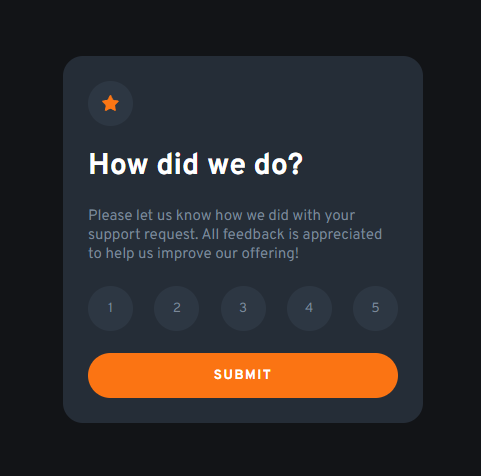 How did we do?
Please let us know how we did with your
support request. All feedback is appreciated
to help us improve our offering!
1 2 3 4 5
SUBMIT